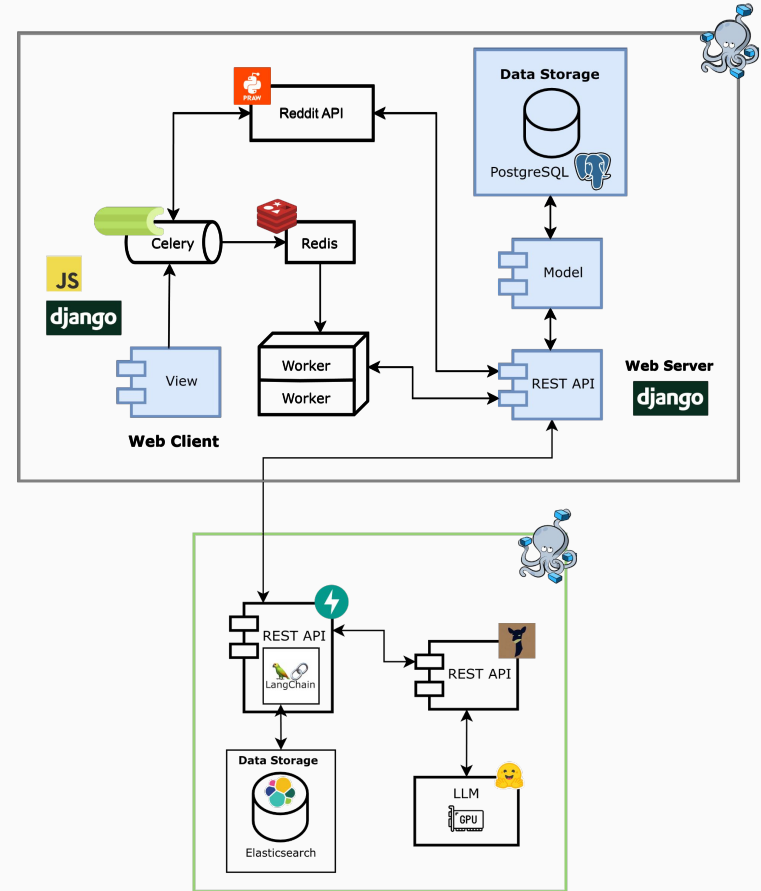 Data Storage
PostgreSQL
PRAW
Reddit API
Celery
Redis
JS
django
Model
View
Worker
Worker
REST API
Web Server
django
Web Client
REST API
LangChain
REST API
Data Storage
Elasticsearch
LLM
GPU